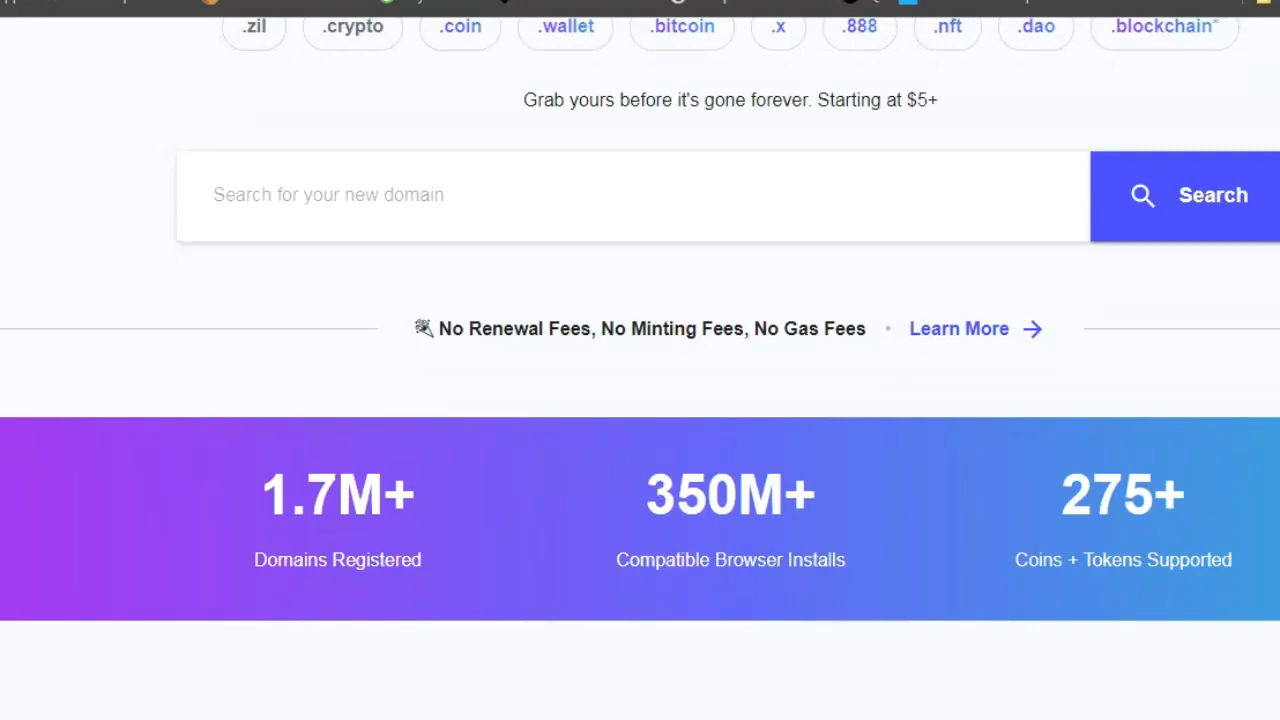 .zil .crypto .coin .wallet .bitcoin .x .888 .nft .dao .blockchain*
Grab yours before it's gone forever. Starting at $5+
Search for your new domain
Search
No Renewal Fees, No Minting Fees, No Gas Fees • Learn More →
1.7M+ 350M+ 275+
Domains Registered Compatible Browser Installs Coins + Tokens Supported